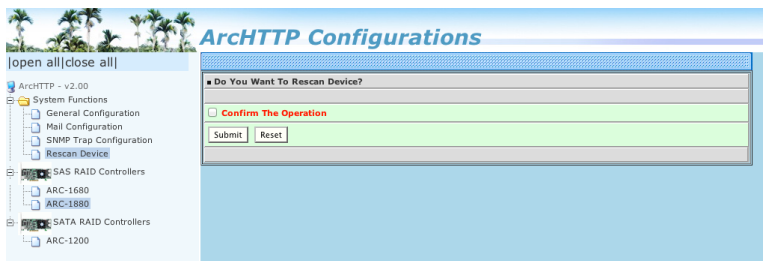 ArcHTTP Configurations
|open all|close all|
ArcHTTP - v2.00
System Functions
General Configuration
Mail Configuration
SNMP Trap Configuration
Rescan Device
SAS RAID Controllers
ARC-1680
ARC-1880
SATA RAID Controllers
ARC-1200
Do You Want To Rescan Device?
Confirm The Operation
Submit Reset